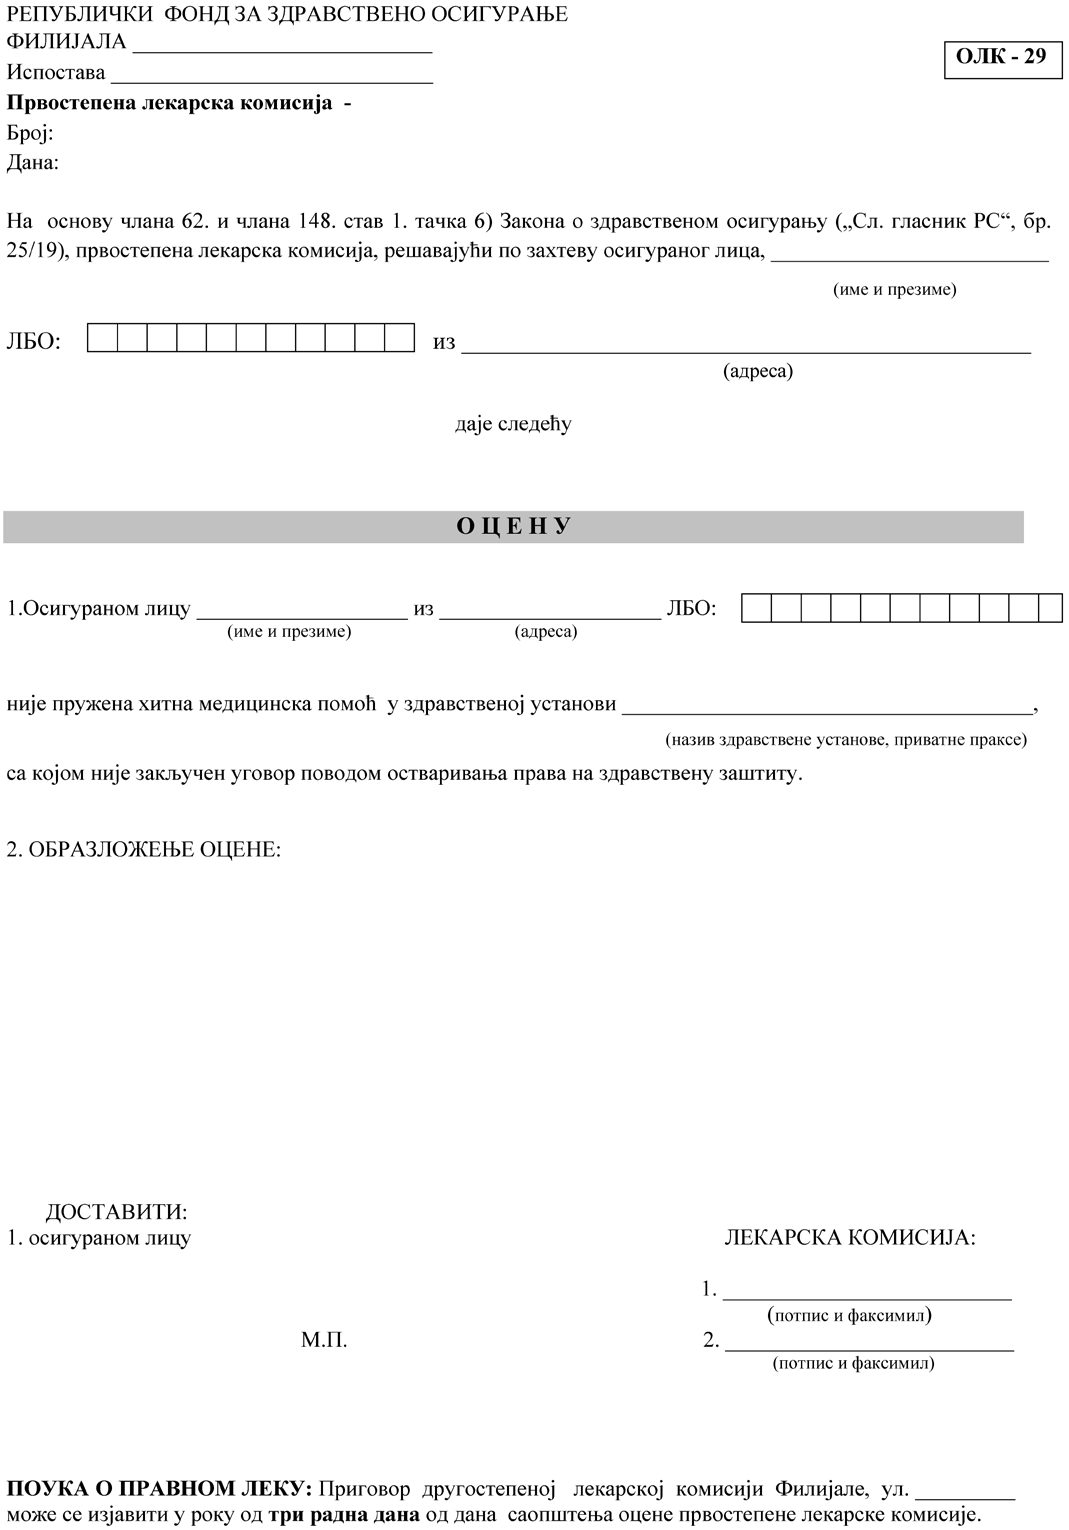 РЕПУБЛИЧКИ ФОНД ЗА ЗДРАВСТВЕНО ОСИГУРАЊЕ
ФИЛИЈАЛА ____________________________
ОЛК - 29
Испостава ______________________________
Првостепена лекарска комисија -
Број:
Дана:
На основу члана 62. и члана 148. став 1. тачка 6) Закона о здравственом осигурању („Сл. гласник РС“, бр.
25/19), првостепена лекарска комисија, решавајући по захтеву осигураног лица, __________________________
(име и презиме)
ЛБО: из _____________________________________________________
(адреса)
даје следећу
О Ц Е Н У
1.Осигураном лицу ____________________ из _____________________ ЛБО:
(име и презиме) (адреса)
није пружена хитна медицинска помоћ у здравственој установи ______________________________________,
(назив здравствене установе, приватне праксе)
са којом није закључен уговор поводом остваривања права на здравствену заштиту.
2. ОБРАЗЛОЖЕЊЕ ОЦЕНЕ:
ДОСТАВИТИ:
1. осигураном лицу ЛЕКАРСКА КОМИСИЈА:
1. ___________________________
(потпис и факсимил)
М.П. 2. ___________________________
(потпис и факсимил)
ПОУКА О ПРАВНОМ ЛЕКУ: Приговор другостепеној лекарској комисији Филијале, ул. _________
може се изјавити у року од три радна дана од дана саопштења оцене првостепене лекарске комисије.